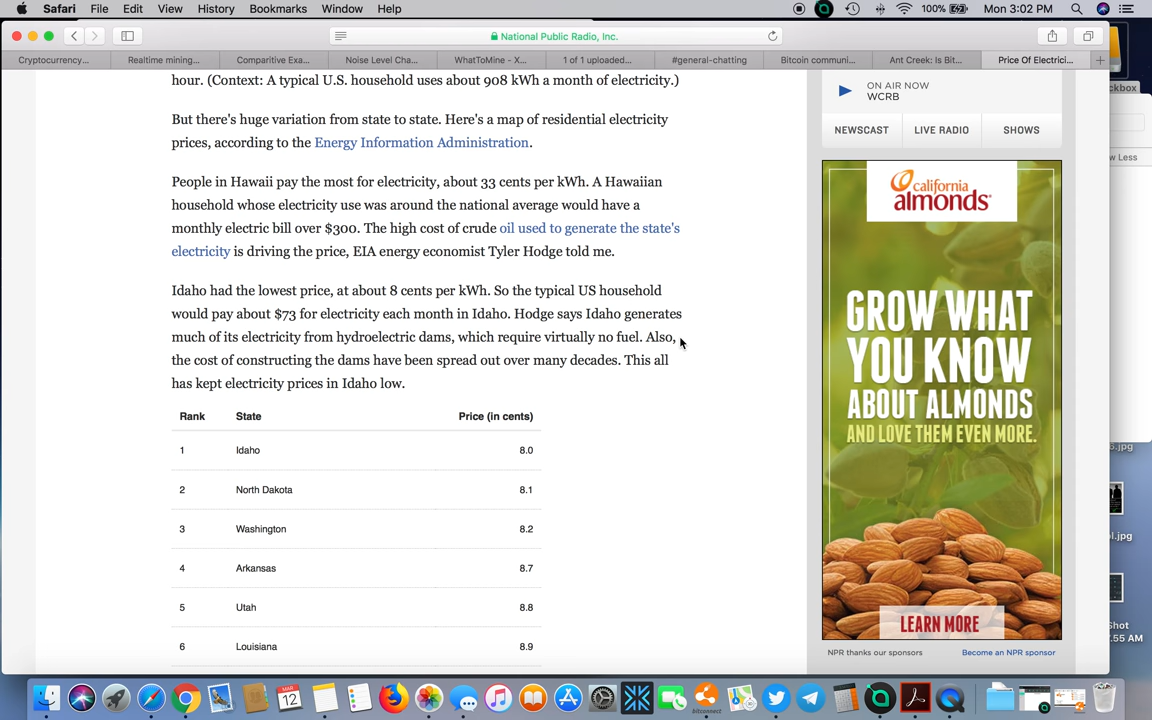 Safari File Edit View History Bookmarks Window Help 100% Mon 3:02 PM
National Public Radio, Inc.
Cryptocurrency... Realtime mining... Comparitive Exa... Noise Level Cha... WhatToMine - X... 1 of 1 uploaded... #general-chatting Bitcoin communi... Ant Creek: Is Bit... Price Of Electrici...
hour. (Context: A typical U.S. household uses about 908 kWh a month of electricity.)
But there's huge variation from state to state. Here's a map of residential electricity
prices, according to the Energy Information Administration.
People in Hawaii pay the most for electricity, about 33 cents per kWh. A Hawaiian
household whose electricity use was around the national average would have a
monthly electric bill over $300. The high cost of crude oil used to generate the state's
electricity is driving the price, EIA energy economist Tyler Hodge told me.
Idaho had the lowest price, at about 8 cents per kWh. So the typical US household
would pay about $73 for electricity each month in Idaho. Hodge says Idaho generates
much of its electricity from hydroelectric dams, which require virtually no fuel. Also,
the cost of constructing the dams have been spread out over many decades. This all
has kept electricity prices in Idaho low.
Rank State Price (in cents)
1 Idaho 8.0
2 North Dakota 8.1
3 Washington 8.2
4 Arkansas 8.7
5 Utah 8.8
6 Louisiana 8.9
ON AIR NOW
WCRB
NEWSCAST LIVE RADIO SHOWS
california
almonds
GROW WHAT
YOU KNOW
ABOUT ALMONDS
AND LOVE THEM EVEN MORE.
LEARN MORE
NPR thanks our sponsors Become an NPR sponsor
ckbox
w Less
5.jpg
l.jpg
Shot
.55 AM
MAR
12
bitconnect